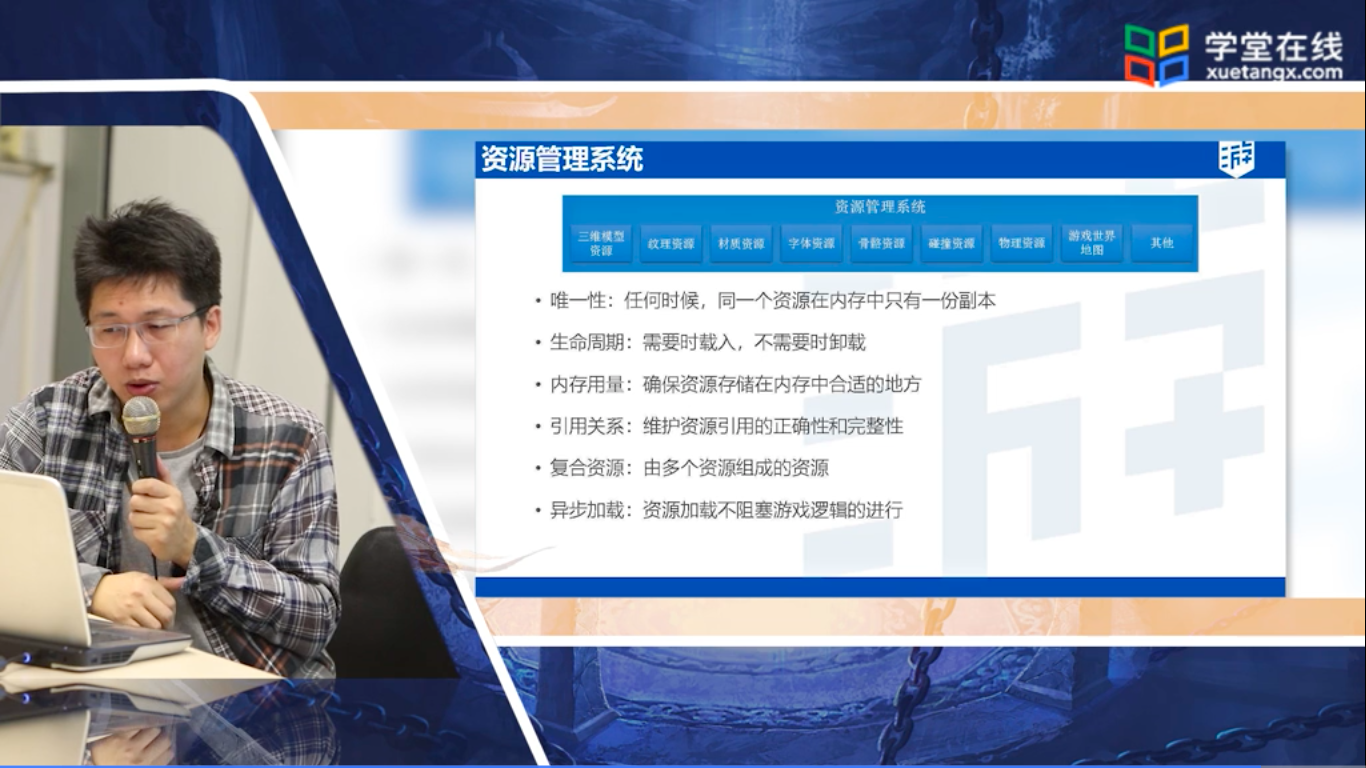 学堂在线
xuetangx.com
资源管理系统
资源管理系统
三维模型
资源
纹理资源
材质资源
字体资源
骨骼资源
碰撞资源
物理资源
游戏世界
地图
其他
• 唯一性：任何时候，同一个资源在内存中只有一份副本
• 生命周期：需要时载入，不需要时卸载
• 内存用量：确保资源存储在内存中合适的地方
• 引用关系：维护资源引用的正确性和完整性
• 复合资源：由多个资源组成的资源
• 异步加载：资源加载不阻塞游戏逻辑的进行